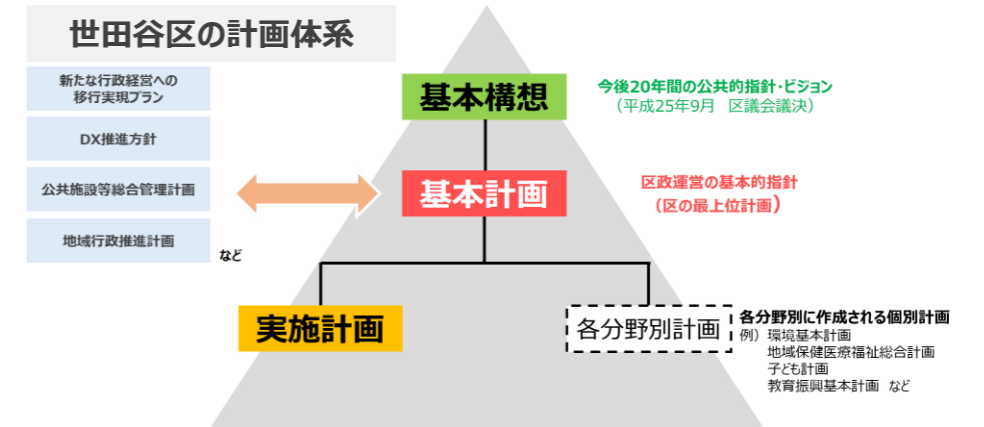 世田谷区の計画体系
新たな行政経営への
移行実現プラン
DX推進方針
公共施設等総合管理計画
地域行政推進計画
など
基本構想
今後20年間の公共的指針・ビジョン
（平成25年9月　区議会議決）
基本計画
区政運営の基本的指針
（区の最上位計画）
実施計画
各分野別計画
各分野別に作成される個別計画
例）環境基本計画
地域保健医療福祉総合計画
子ども計画
教育振興基本計画　など